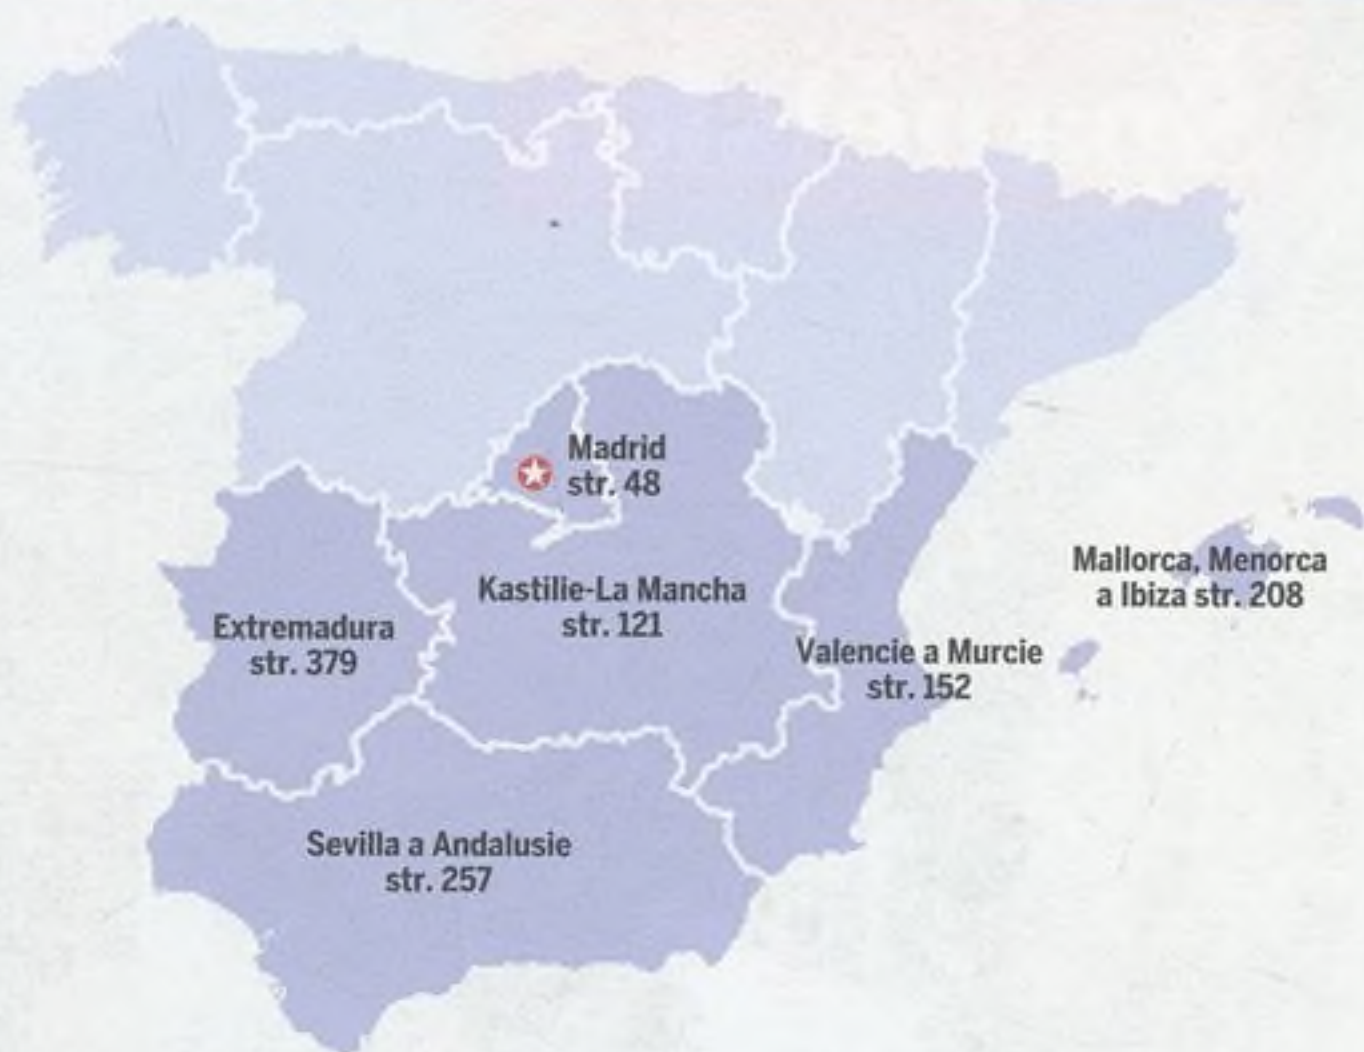 Madrid
str. 48
Mallorca, Menorca
a Ibiza str. 208
Kastilie-La Mancha
str. 121
Extremadura
str. 379
Valencie a Murcie
str. 152
Sevilla a Andalusie
str. 257